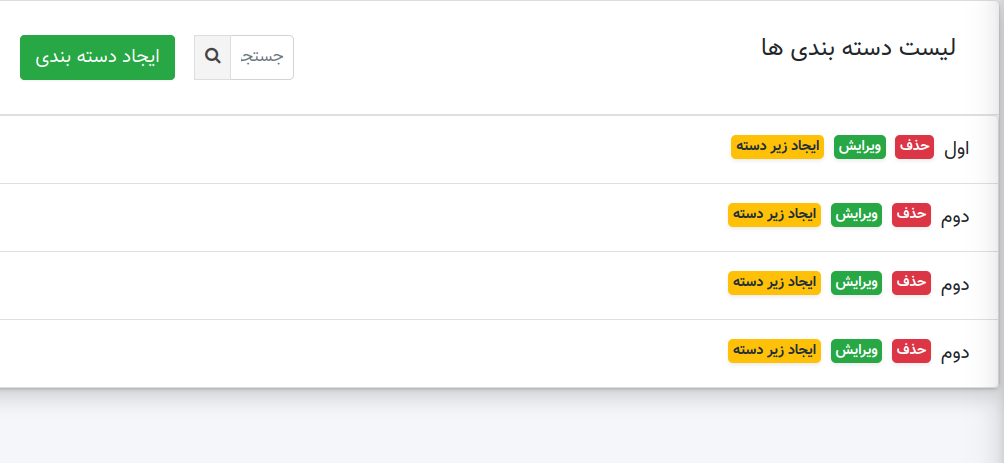 لیست دسته بندی ها
جستجـ
ایجاد دسته بندی
اول حذف ویرایش ایجاد زیر دسته
دوم حذف ویرایش ایجاد زیر دسته
دوم حذف ویرایش ایجاد زیر دسته
دوم حذف ویرایش ایجاد زیر دسته